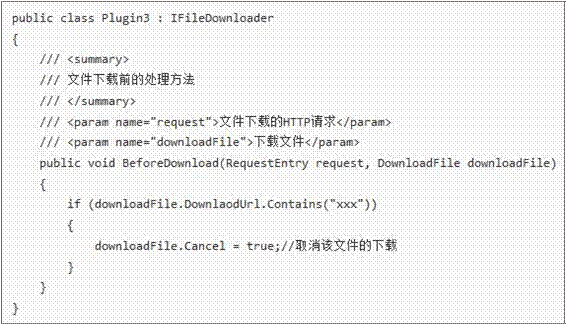 public class Plugin3 : IFileDownloader
{
/// <summary>
/// 文件下载前的处理方法
/// </summary>
/// <param name="request">文件下载的HTTP请求</param>
/// <param name="downloadFile">下载文件</param>
public void BeforeDownload(RequestEntry request, DownloadFile downloadFile)
{
if (downloadFile.DownlaodUrl.Contains("xxx"))
{
downloadFile.Cancel = true;//取消该文件的下载
}
}
}